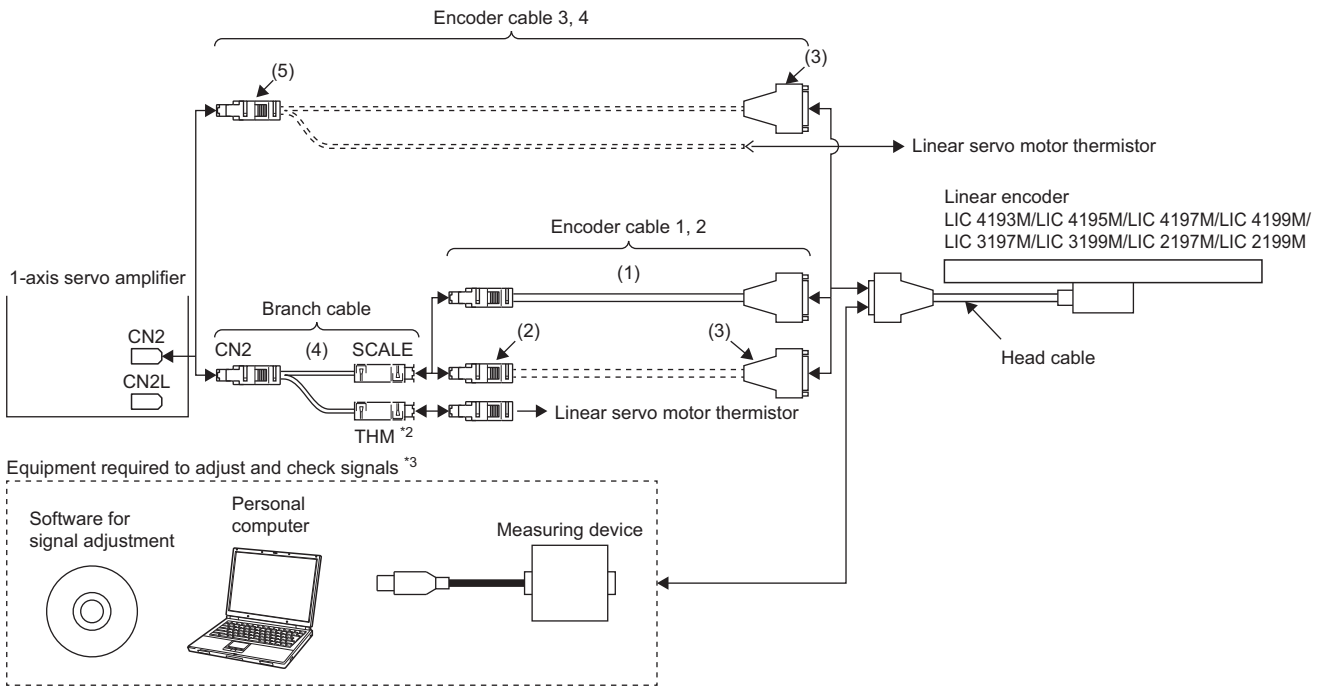 Encoder cable 3, 4
(5)
(3)
Linear servo motor thermistor
Linear encoder
LIC 4193M/LIC 4195M/LIC 4197M/LIC 4199M/
LIC 3197M/LIC 3199M/LIC 2197M/LIC 2199M
Encoder cable 1, 2
(1)
1-axis servo amplifier
Branch cable
CN2
CN2
(4)
SCALE
(2)
(3)
Head cable
CN2L
Linear servo motor thermistor
THM *2
Equipment required to adjust and check signals *3
Software for
signal adjustment
Personal
computer
Measuring device